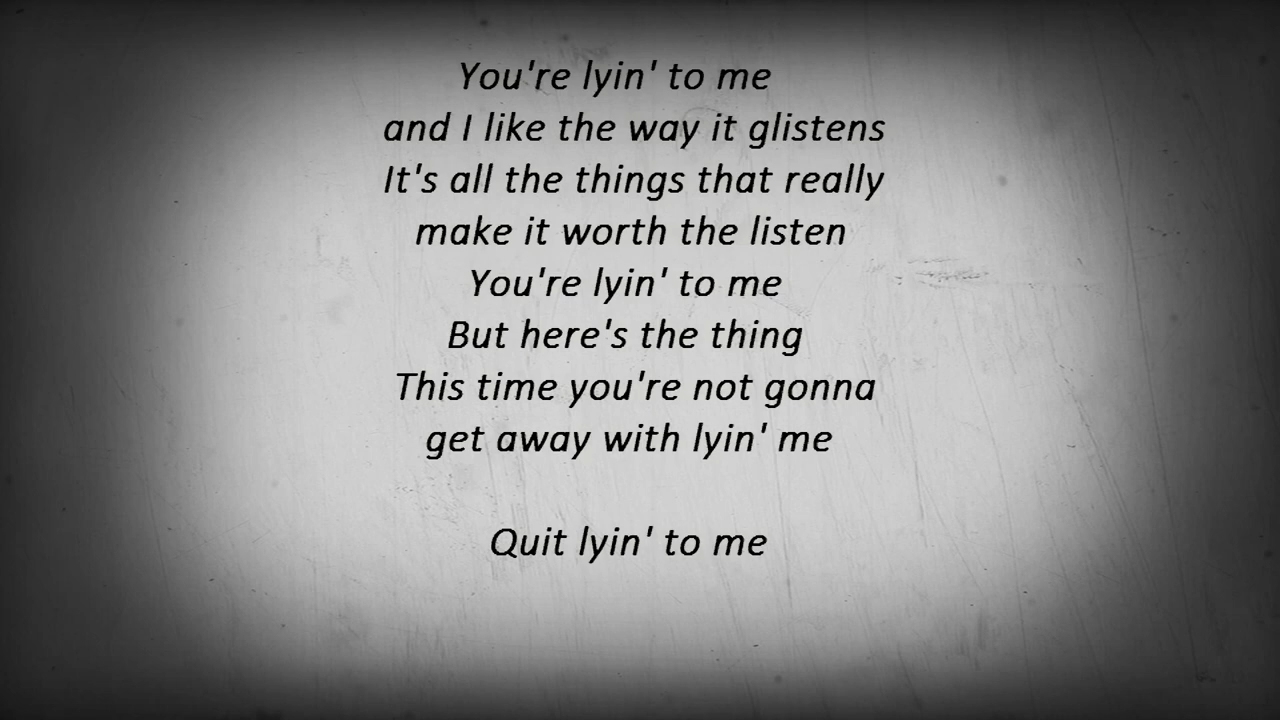 You're lyin' to me
and I like the way it glistens
It's all the things that really
make it worth the listen
You're lyin' to me
But here's the thing
This time you're not gonna
get away with lyin' me
Quit lyin' to me